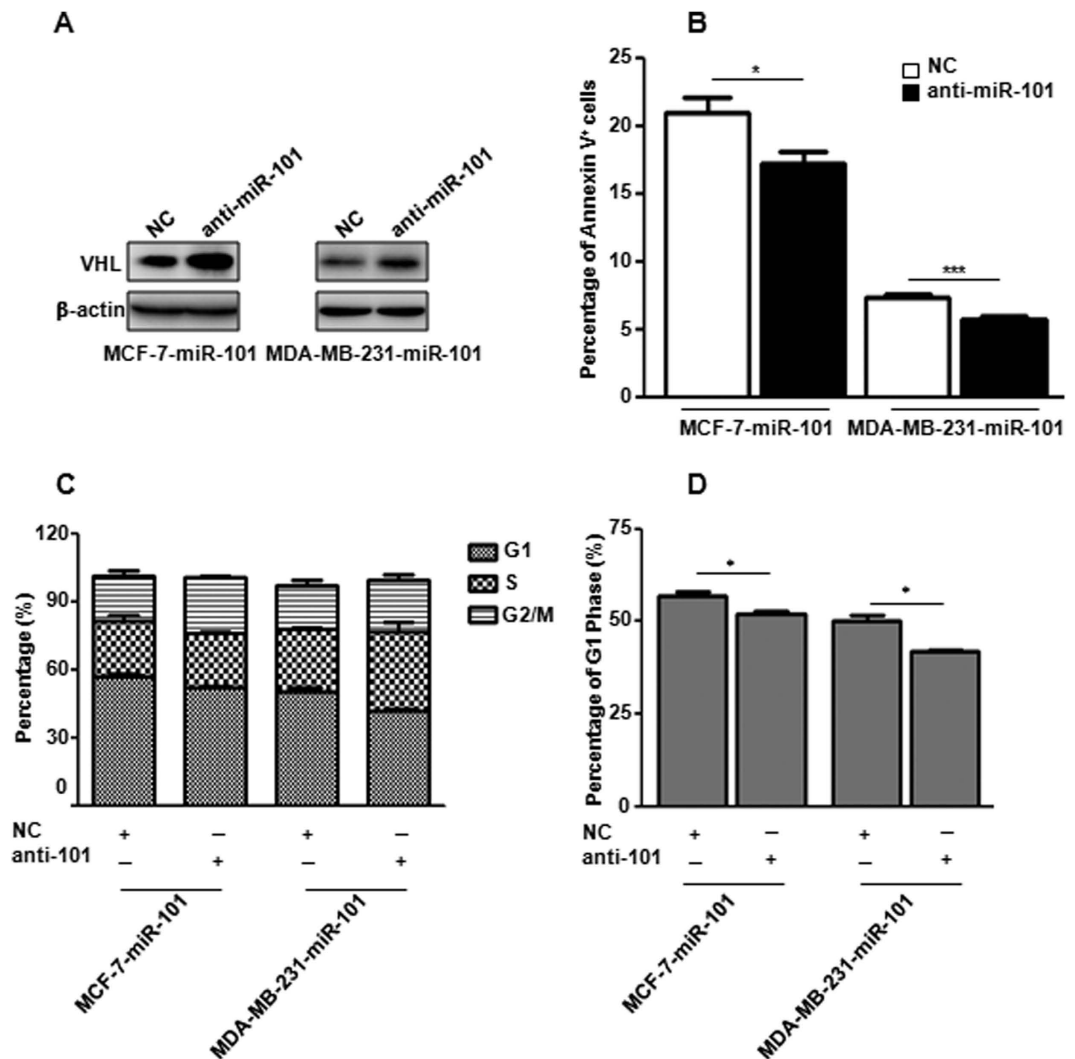 A
NC
anti-miR-101
NC
anti-miR-101
VHL
β-actin
MCF-7-miR-101
MDA-MB-231-miR-101
B
Percentage of Annexin V+ cells
25
20
15
10
5
0
NC
anti-miR-101
*
***
MCF-7-miR-101
MDA-MB-231-miR-101
C
Percentage (%)
120
90
60
30
0
G1
S
G2/M
NC + – + –
anti-101 – + – +
MCF-7-miR-101
MDA-MB-231-miR-101
D
Percentage of G1 Phase (%)
75
50
25
0
*
*
NC + – + –
anti-101 – + – +
MCF-7-miR-101
MDA-MB-231-miR-101